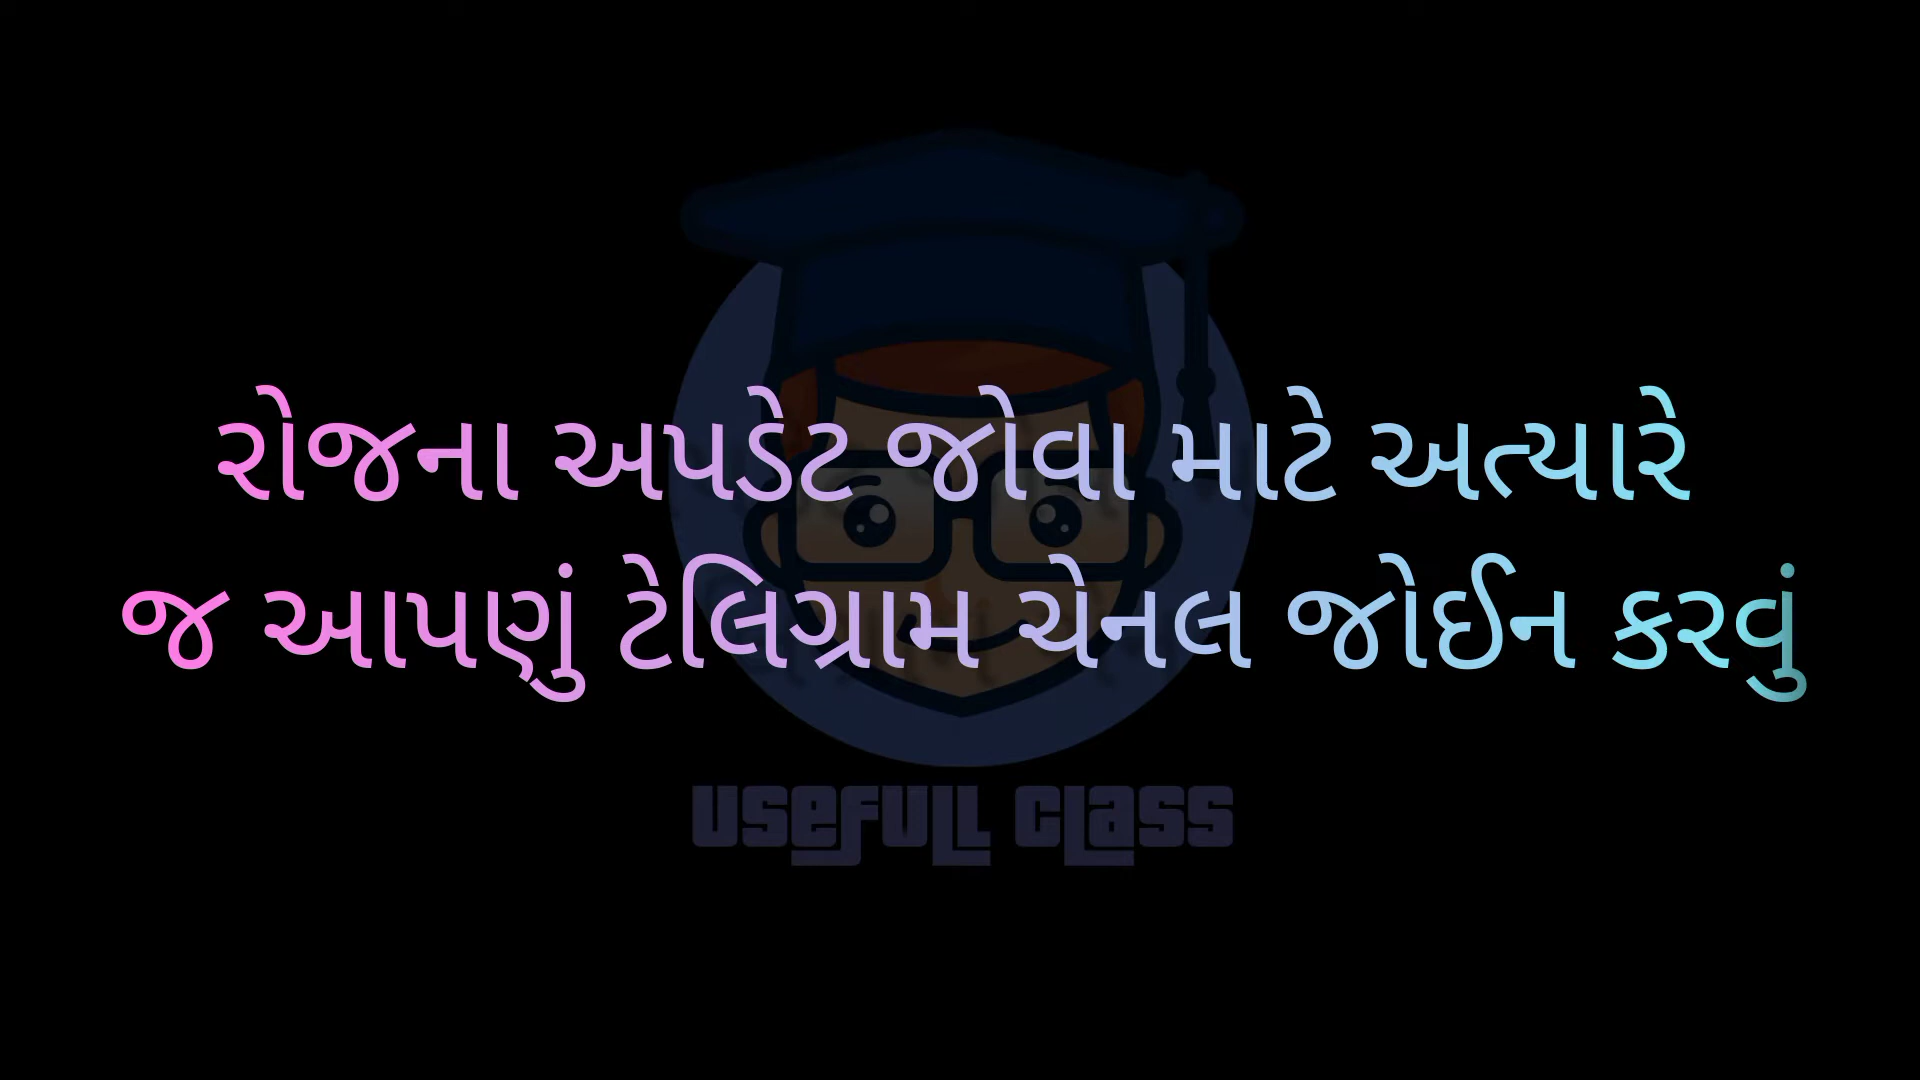 રોજના અપડેટ જોવા માટે અત્યારે
જ આપણું ટેલિગ્રામ ચેનલ જોઈન કરવું
USEFULL CLASS